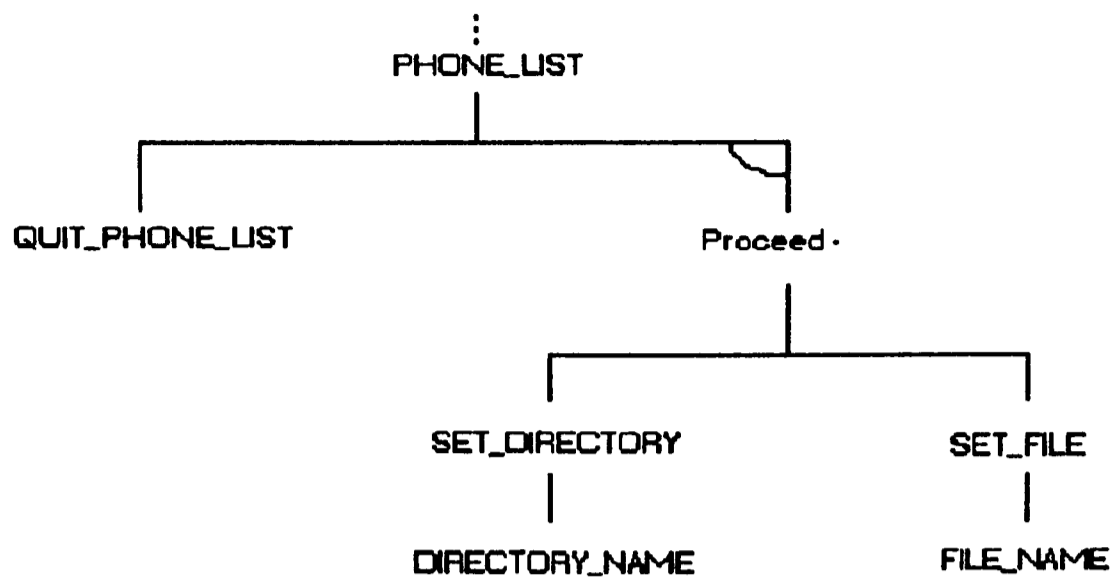 PHONE_LIST
QUIT_PHONE_LIST
Proceed
SET_DIRECTORY
SET_FILE
DIRECTORY_NAME
FILE_NAME